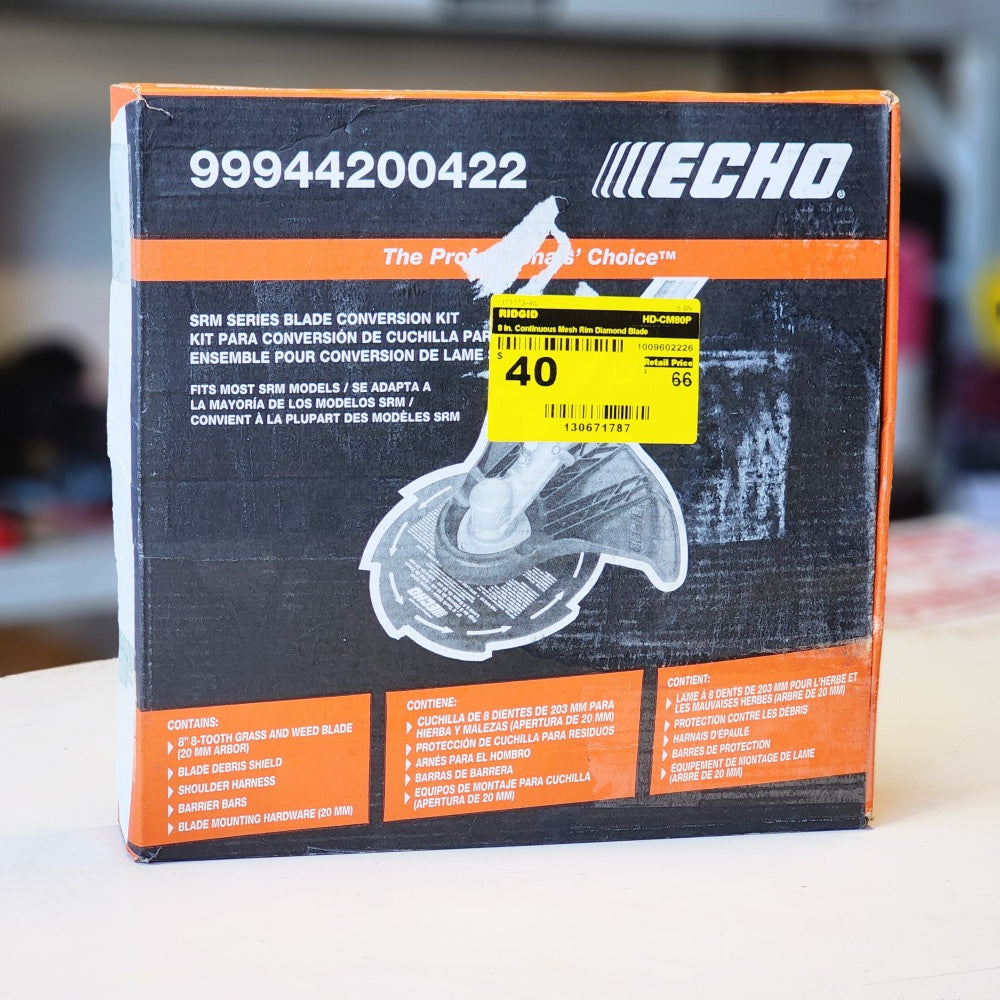 99944200422
ECHO
The Prof onals' Choice™
SRM SERIES BLADE CONVERSION KIT
KIT PARA CONVERSIÓN DE CUCHILLA PAR
ENSEMBLE POUR CONVERSION DE LAME
FITS MOST SRM MODELS / SE ADAPTA A
LA MAYORÍA DE LOS MODELOS SRM /
CONVIENT À LA PLUPART DES MODÈLES SRM
RIDGID HD-CM80P
8 In. Continuous Mesh Rim Diamond Blade
1009602226
$ 40
Retail Price
$ 66
130671787
CONTAINS:
8" 8-TOOTH GRASS AND WEED BLADE
(20 MM ARBOR)
BLADE DEBRIS SHIELD
SHOULDER HARNESS
BARRIER BARS
BLADE MOUNTING HARDWARE (20 MM)
CONTIENE:
CUCHILLA DE 8 DIENTES DE 203 MM PARA
HIERBA Y MALEZAS (APERTURA DE 20 MM)
PROTECCIÓN DE CUCHILLA PARA RESIDUOS
ARNÉS PARA EL HOMBRO
BARRAS DE BARRERA
EQUIPOS DE MONTAJE PARA CUCHILLA
(APERTURA DE 20 MM)
CONTIENT:
LAME À 8 DENTS DE 203 MM POUR L'HERBE ET
LES MAUVAISES HERBES (ARBRE DE 20 MM)
PROTECTION CONTRE LES DÉBRIS
HARNAIS D'ÉPAULE
BARRES DE PROTECTION
ÉQUIPEMENT DE MONTAGE DE LAME
(ARBRE DE 20 MM)